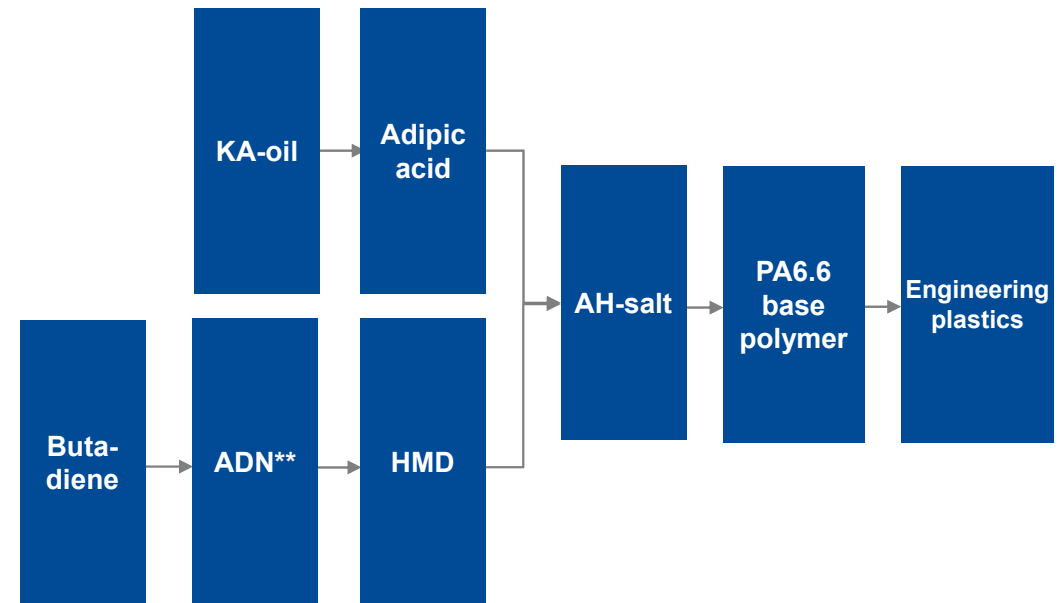 KA-oil
Adipic
acid
Buta-
diene
ADN**
HMD
AH-salt
PA6.6
base
polymer
Engineering
plastics